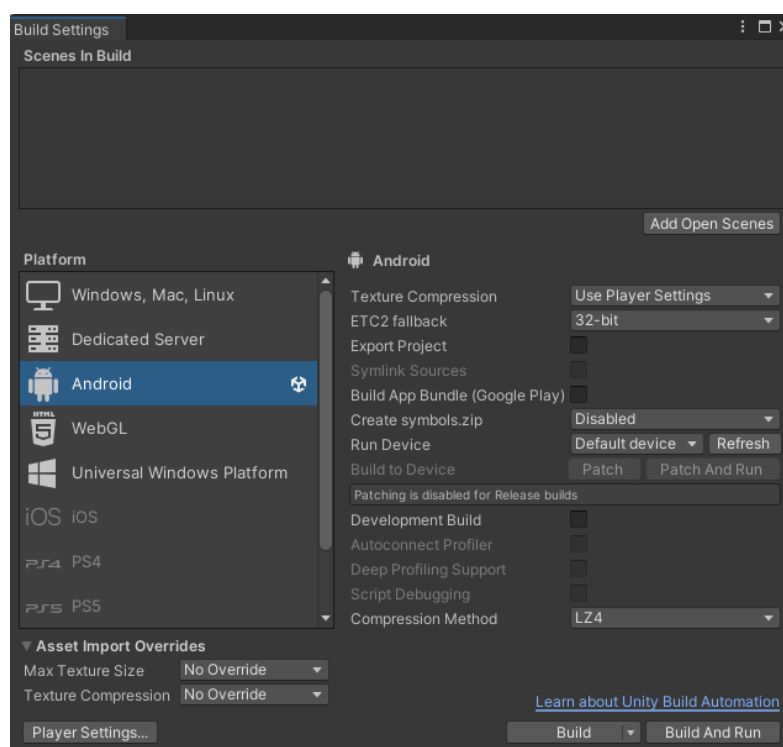 Build Settings
Scenes In Build
Add Open Scenes
Platform
Windows, Mac, Linux
Dedicated Server
Android
HTML
5
WebGL
Universal Windows Platform
iOS iOS
PS4 PS4
PS5 PS5
Android
Texture Compression Use Player Settings
ETC2 fallback 32-bit
Export Project
Symlink Sources
Build App Bundle (Google Play)
Create symbols.zip Disabled
Run Device Default device Refresh
Build to Device Patch Patch And Run
Patching is disabled for Release builds
Development Build
Autoconnect Profiler
Deep Profiling Support
Script Debugging
Compression Method LZ4
Asset Import Overrides
Max Texture Size No Override
Texture Compression No Override
Learn about Unity Build Automation
Player Settings... Build Build And Run